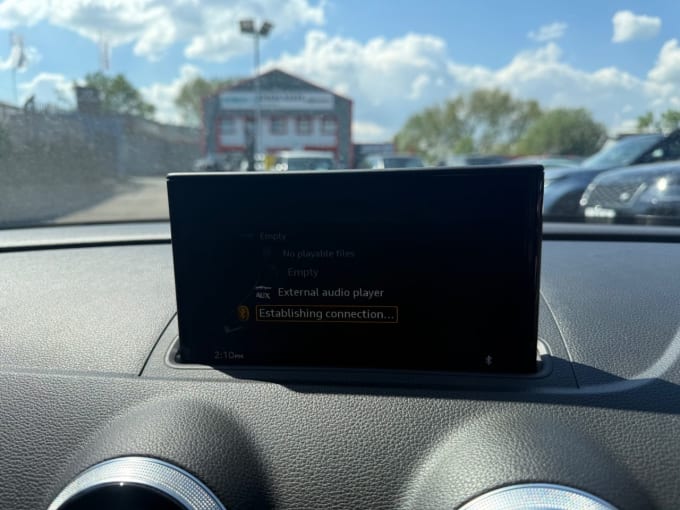 Empty
No playable files
Empty
AUX External audio player
Establishing connection...
2:10PM